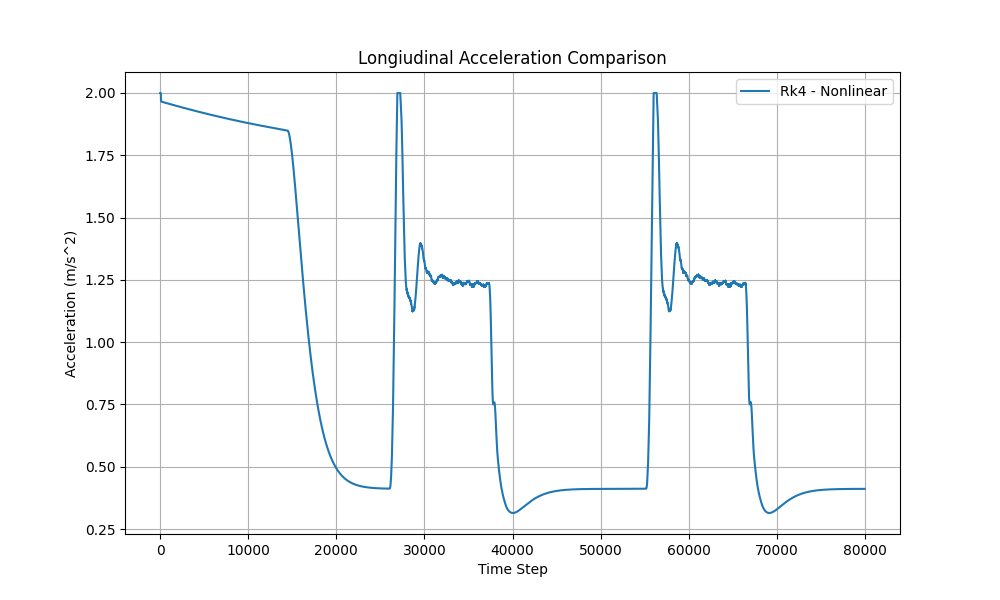 Longiudinal Acceleration Comparison
Rk4 - Nonlinear
Acceleration (m/s^2)
2.00
1.75
1.50
1.25
1.00
0.75
0.50
0.25
0 10000 20000 30000 40000 50000 60000 70000 80000
Time Step